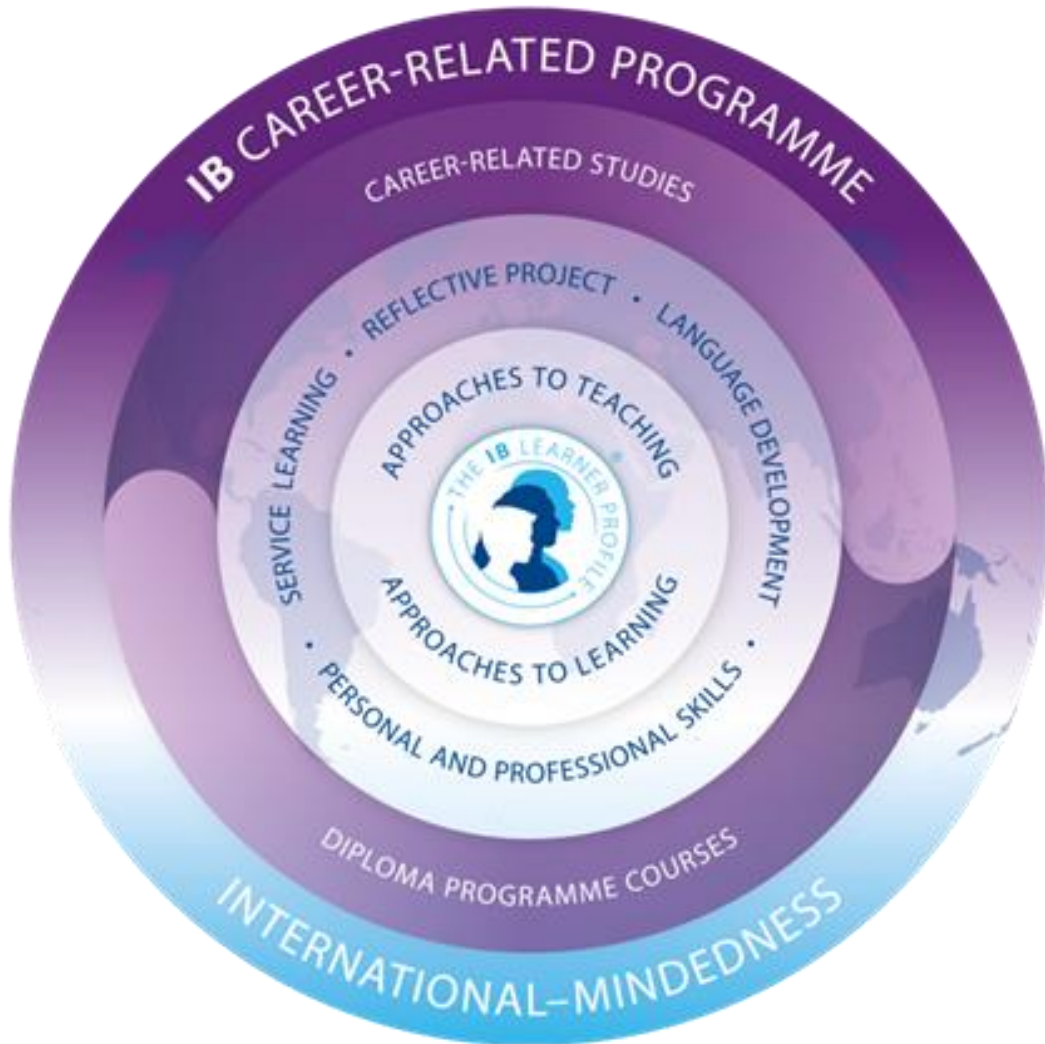 IB CAREER-RELATED PROGRAMME
CAREER-RELATED STUDIES
SERVICE LEARNING • REFLECTIVE PROJECT • LANGUAGE DEVELOPMENT •
APPROACHES TO TEACHING
THE IB LEARNER PROFILE ®
APPROACHES TO LEARNING
• PERSONAL AND PROFESSIONAL SKILLS
DIPLOMA PROGRAMME COURSES
INTERNATIONAL–MINDEDNESS